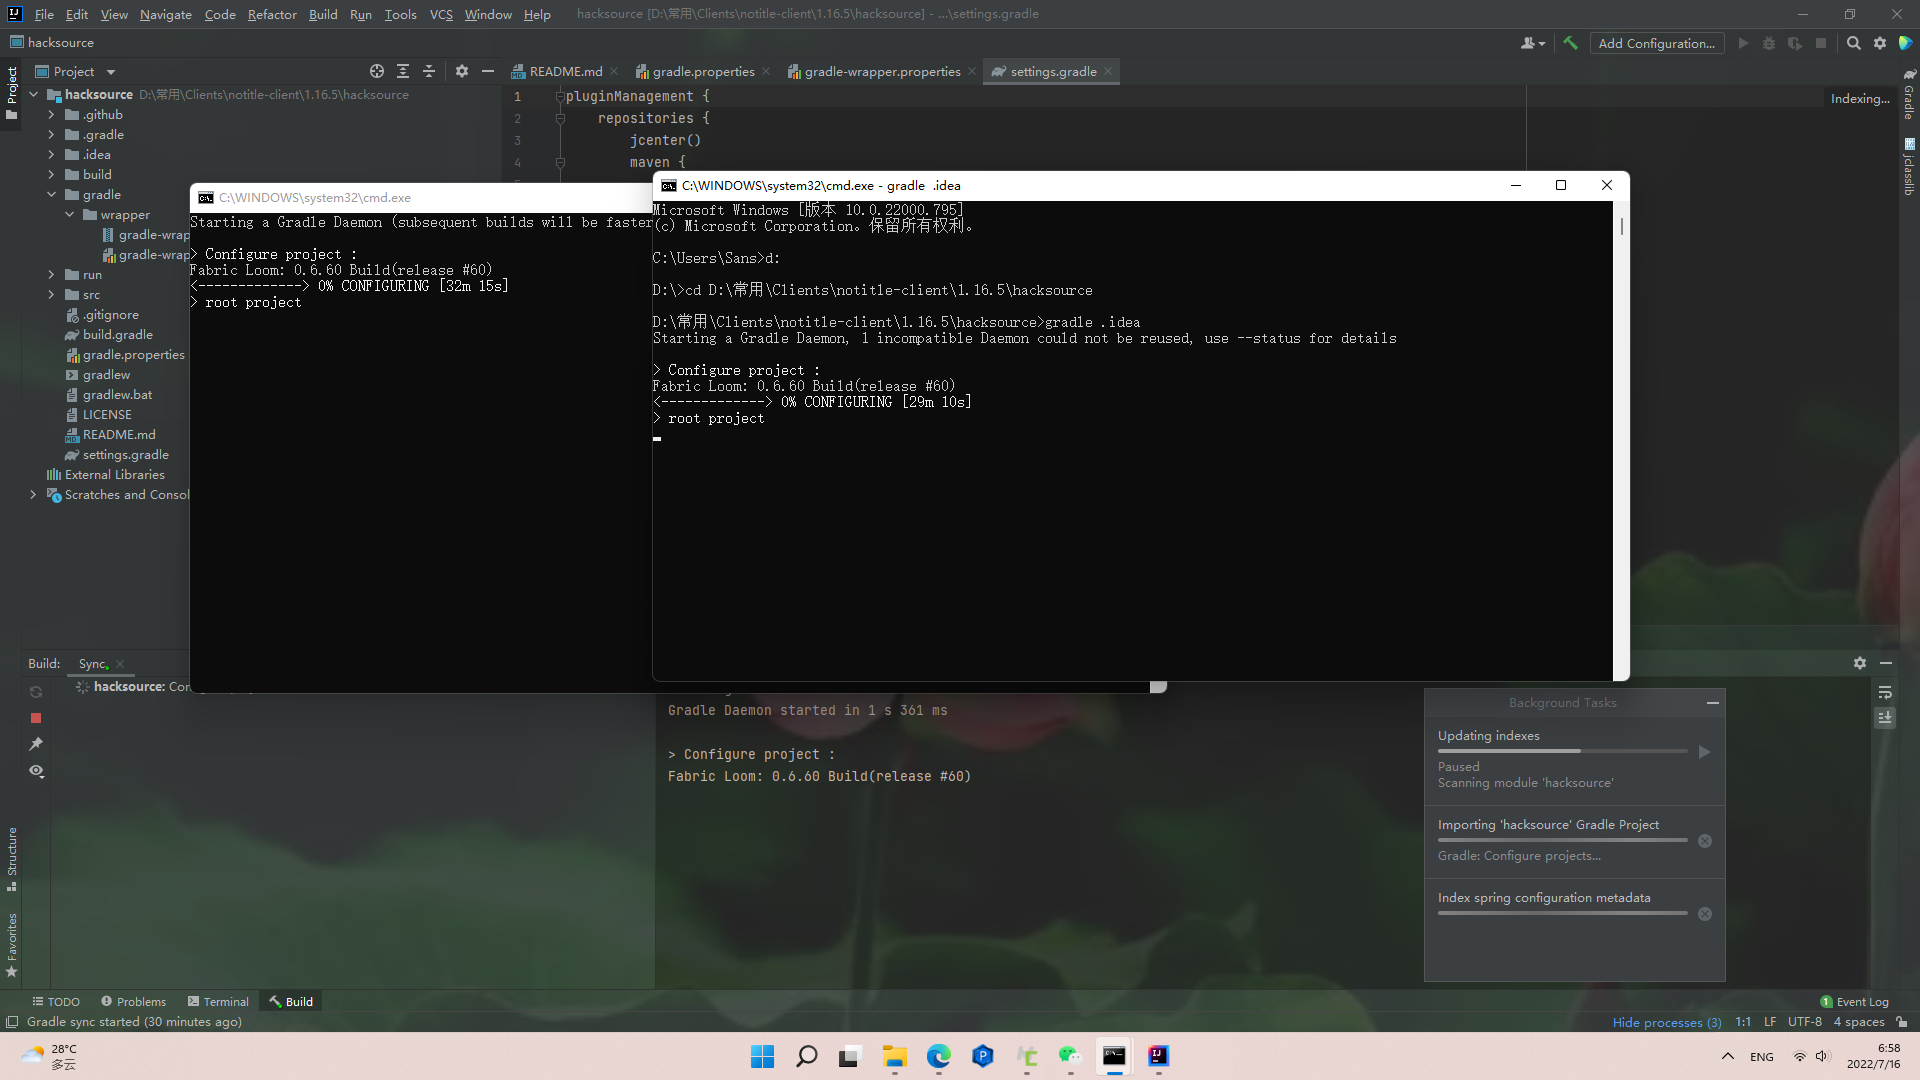 File Edit View Navigate Code Refactor Build Run Tools VCS Window Help hacksource [D:\常用\Clients\notitle-client\1.16.5\hacksource] - ...\settings.gradle
hacksource
Add Configuration...
Project
README.md
gradle.properties
gradle-wrapper.properties
settings.gradle
Project
hacksource D:\常用\Clients\notitle-client\1.16.5\hacksource
.github
.gradle
.idea
build
gradle
wrapper
gradle-wrap
gradle-wrap
run
src
.gitignore
build.gradle
gradle.properties
gradlew
gradlew.bat
LICENSE
README.md
settings.gradle
External Libraries
Scratches and Consol
1 pluginManagement {
2 repositories {
3 jcenter()
4 maven {
Indexing...
Gradle
jclasslib
C:\WINDOWS\system32\cmd.exe
Starting a Gradle Daemon (subsequent builds will be faster
> Configure project :
Fabric Loom: 0.6.60 Build(release #60)
<-------------> 0% CONFIGURING [32m 15s]
> root project
C:\WINDOWS\system32\cmd.exe - gradle .idea
Microsoft Windows [版本 10.0.22000.795]
(c) Microsoft Corporation。保留所有权利。
C:\Users\Sans>d:
D:\>cd D:\常用\Clients\notitle-client\1.16.5\hacksource
D:\常用\Clients\notitle-client\1.16.5\hacksource>gradle .idea
Starting a Gradle Daemon, 1 incompatible Daemon could not be reused, use --status for details
> Configure project :
Fabric Loom: 0.6.60 Build(release #60)
<-------------> 0% CONFIGURING [29m 10s]
> root project
Build: Sync
hacksource: Con
Gradle Daemon started in 1 s 361 ms
> Configure project :
Fabric Loom: 0.6.60 Build(release #60)
Background Tasks
Updating indexes
Paused
Scanning module 'hacksource'
Importing 'hacksource' Gradle Project
Gradle: Configure projects...
Index spring configuration metadata
Structure
Favorites
TODO Problems Terminal Build
1 Event Log
Gradle sync started (30 minutes ago)
Hide processes (3) 1:1 LF UTF-8 4 spaces
28°C
多云
ENG
6:58
2022/7/16